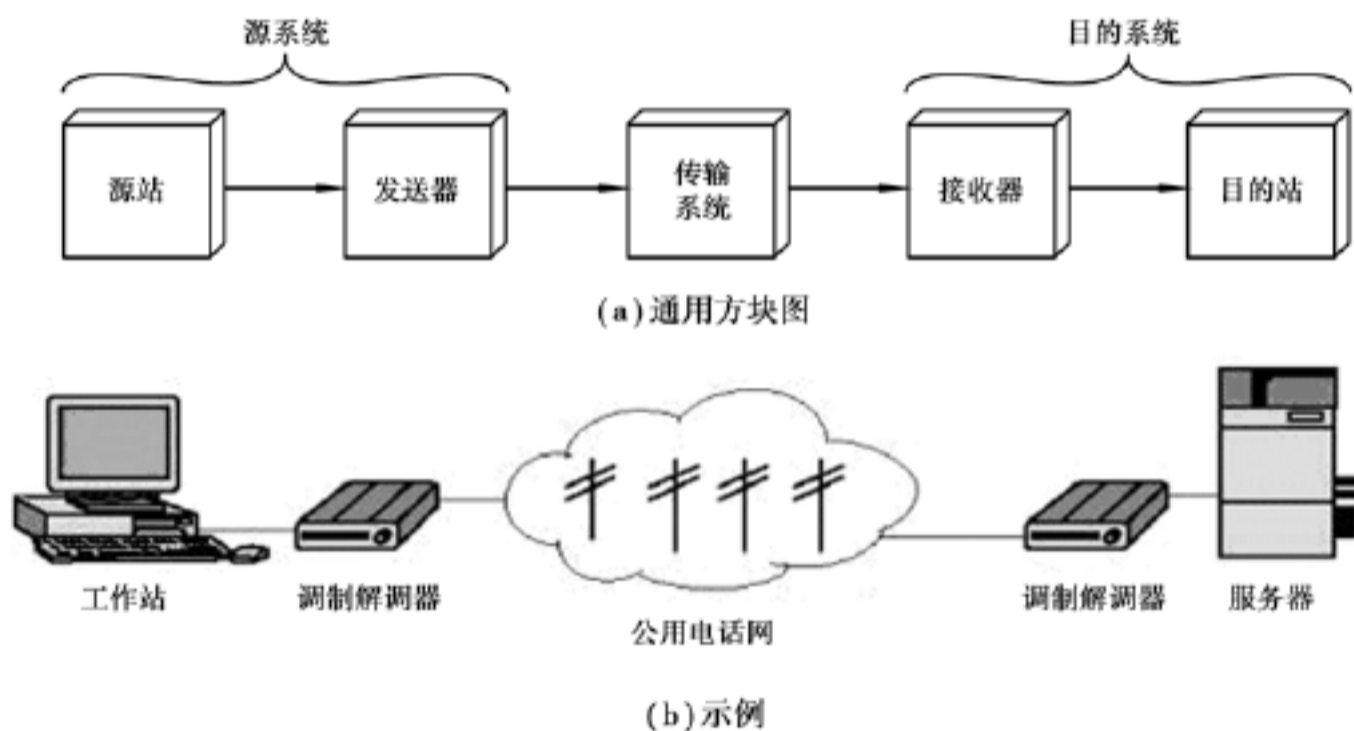 源系统
目的系统
源站
发送器
传输
系统
接收器
目的站
(a)通用方块图
工作站
调制解调器
公用电话网
调制解调器
服务器
(b)示例